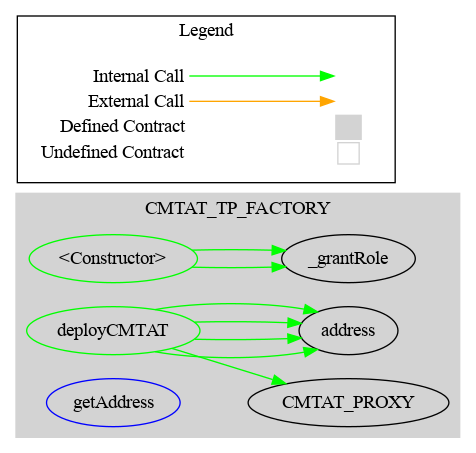 Legend
Internal Call
External Call
Defined Contract
Undefined Contract
CMTAT_TP_FACTORY
<Constructor>
_grantRole
deployCMTAT
address
getAddress
CMTAT_PROXY